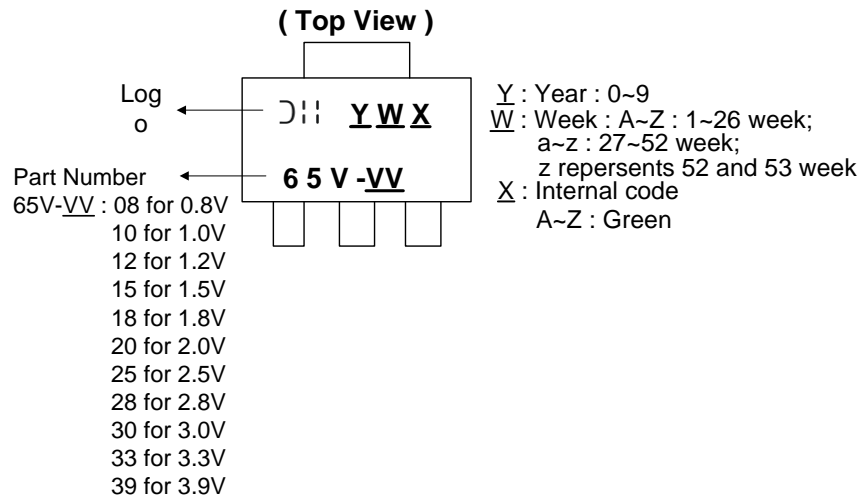 ( Top View )
Log
o
Y W X
6 5 V -VV
Part Number
65V-VV : 08 for 0.8V
10 for 1.0V
12 for 1.2V
15 for 1.5V
18 for 1.8V
20 for 2.0V
25 for 2.5V
28 for 2.8V
30 for 3.0V
33 for 3.3V
39 for 3.9V
Y : Year : 0~9
W : Week : A~Z : 1~26 week;
a~z : 27~52 week;
z repersents 52 and 53 week
X : Internal code
A~Z : Green